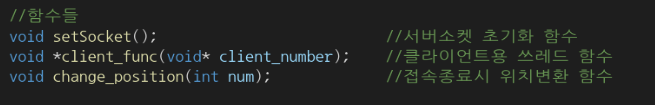 //함수들
void setSocket(); //서버소켓 초기화 함수
void *client_func(void* client_number); //클라이언트용 쓰레드 함수
void change_position(int num); //접속종료시 위치변환 함수